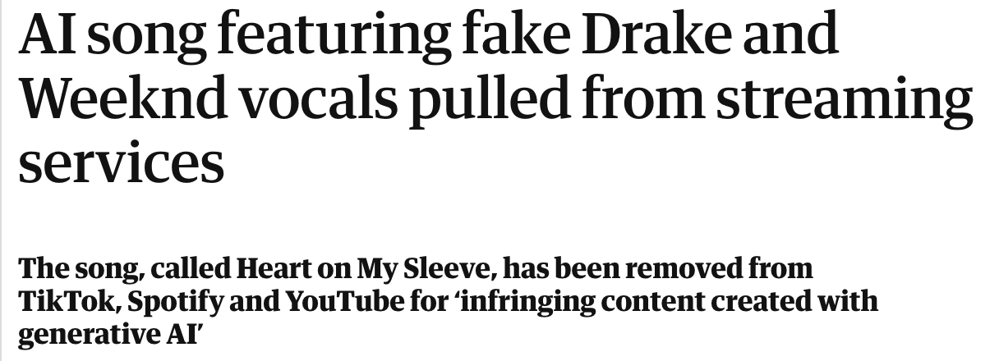 AI song featuring fake Drake and
Weeknd vocals pulled from streaming
services
The song, called Heart on My Sleeve, has been removed from
TikTok, Spotify and YouTube for ‘infringing content created with
generative AI’